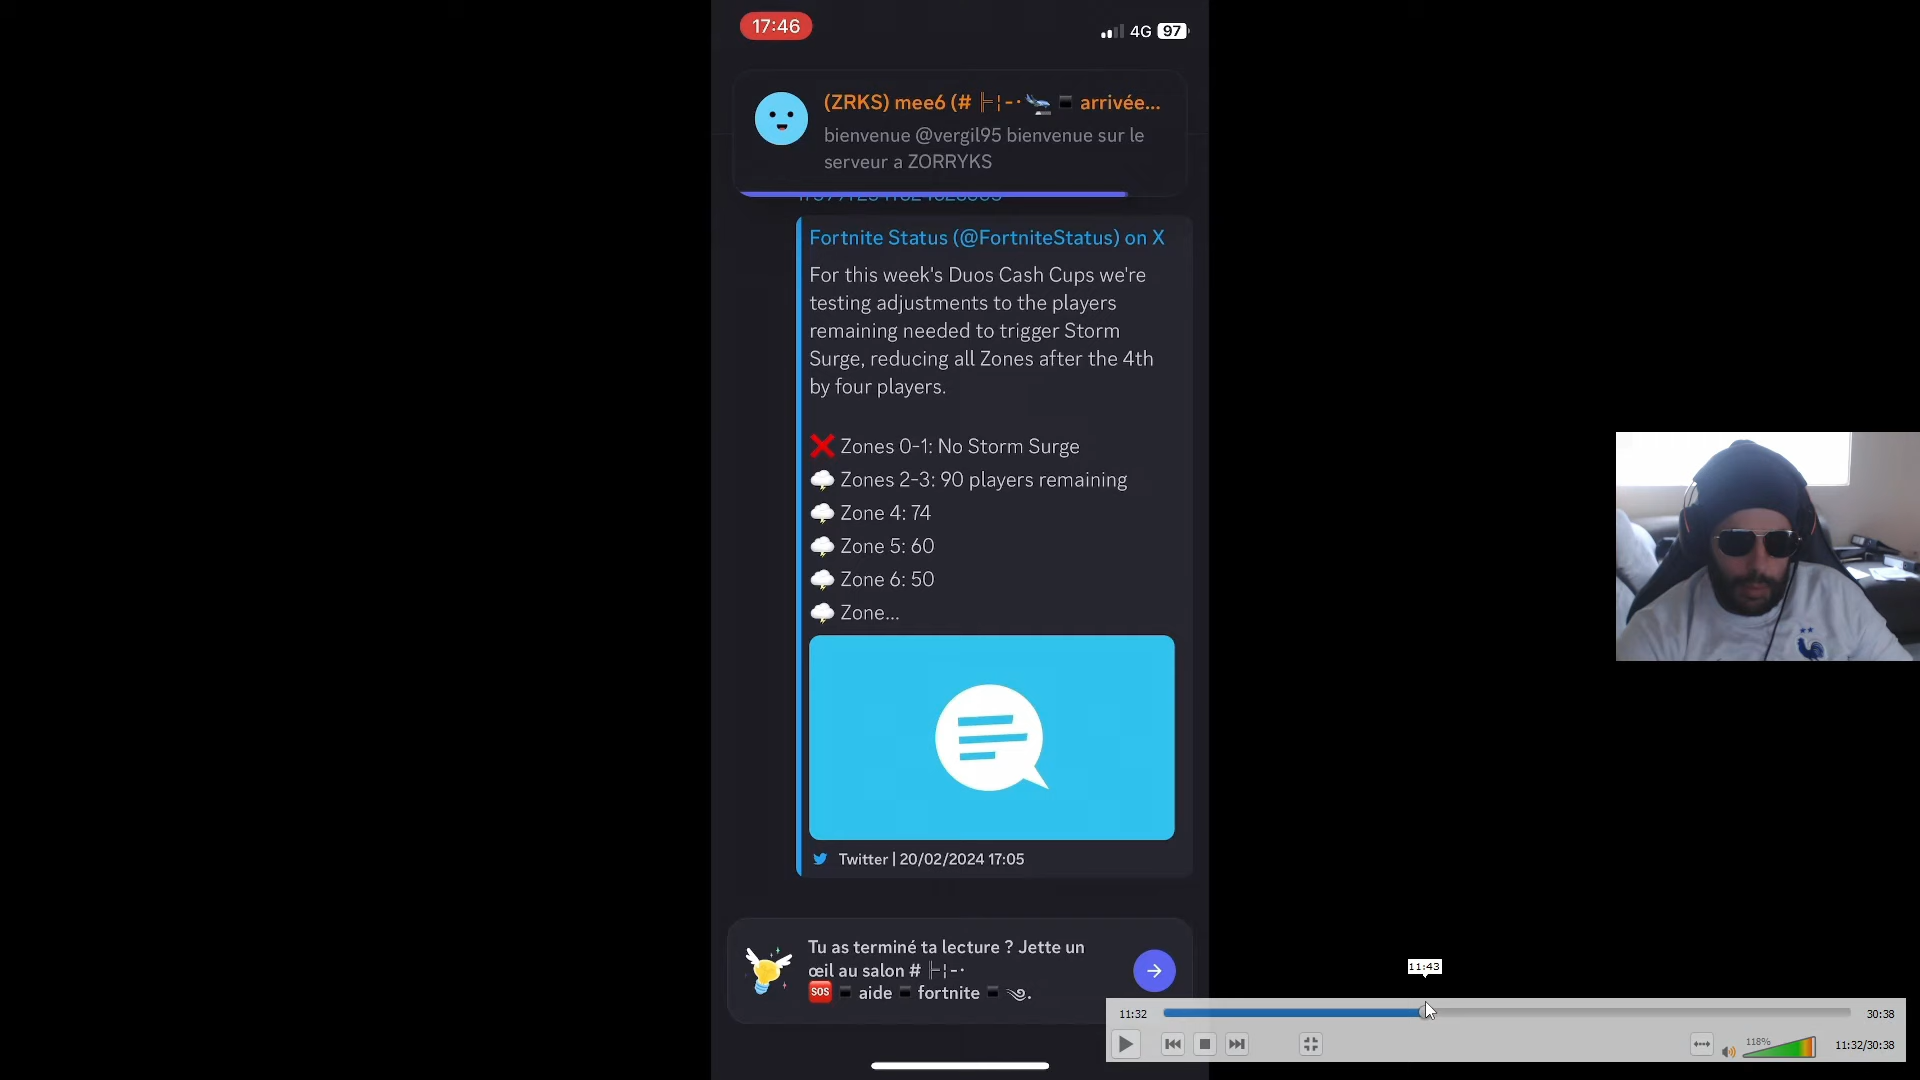 17:46
4G 97
(ZRKS) mee6 (# ╠¦-· 🛬◾arrivée...
bienvenue @vergil95 bienvenue sur le
serveur a ZORRYKS
Fortnite Status (@FortniteStatus) on X
For this week's Duos Cash Cups we're
testing adjustments to the players
remaining needed to trigger Storm
Surge, reducing all Zones after the 4th
by four players.
❌ Zones 0-1: No Storm Surge
🌩️ Zones 2-3: 90 players remaining
🌩️ Zone 4: 74
🌩️ Zone 5: 60
🌩️ Zone 6: 50
🌩️ Zone...
Twitter | 20/02/2024 17:05
Tu as terminé ta lecture ? Jette un
œil au salon # ╠¦-·
🆘◾aide◾fortnite◾༄.
11:43
11:32
30:38
118%
11:32/30:38